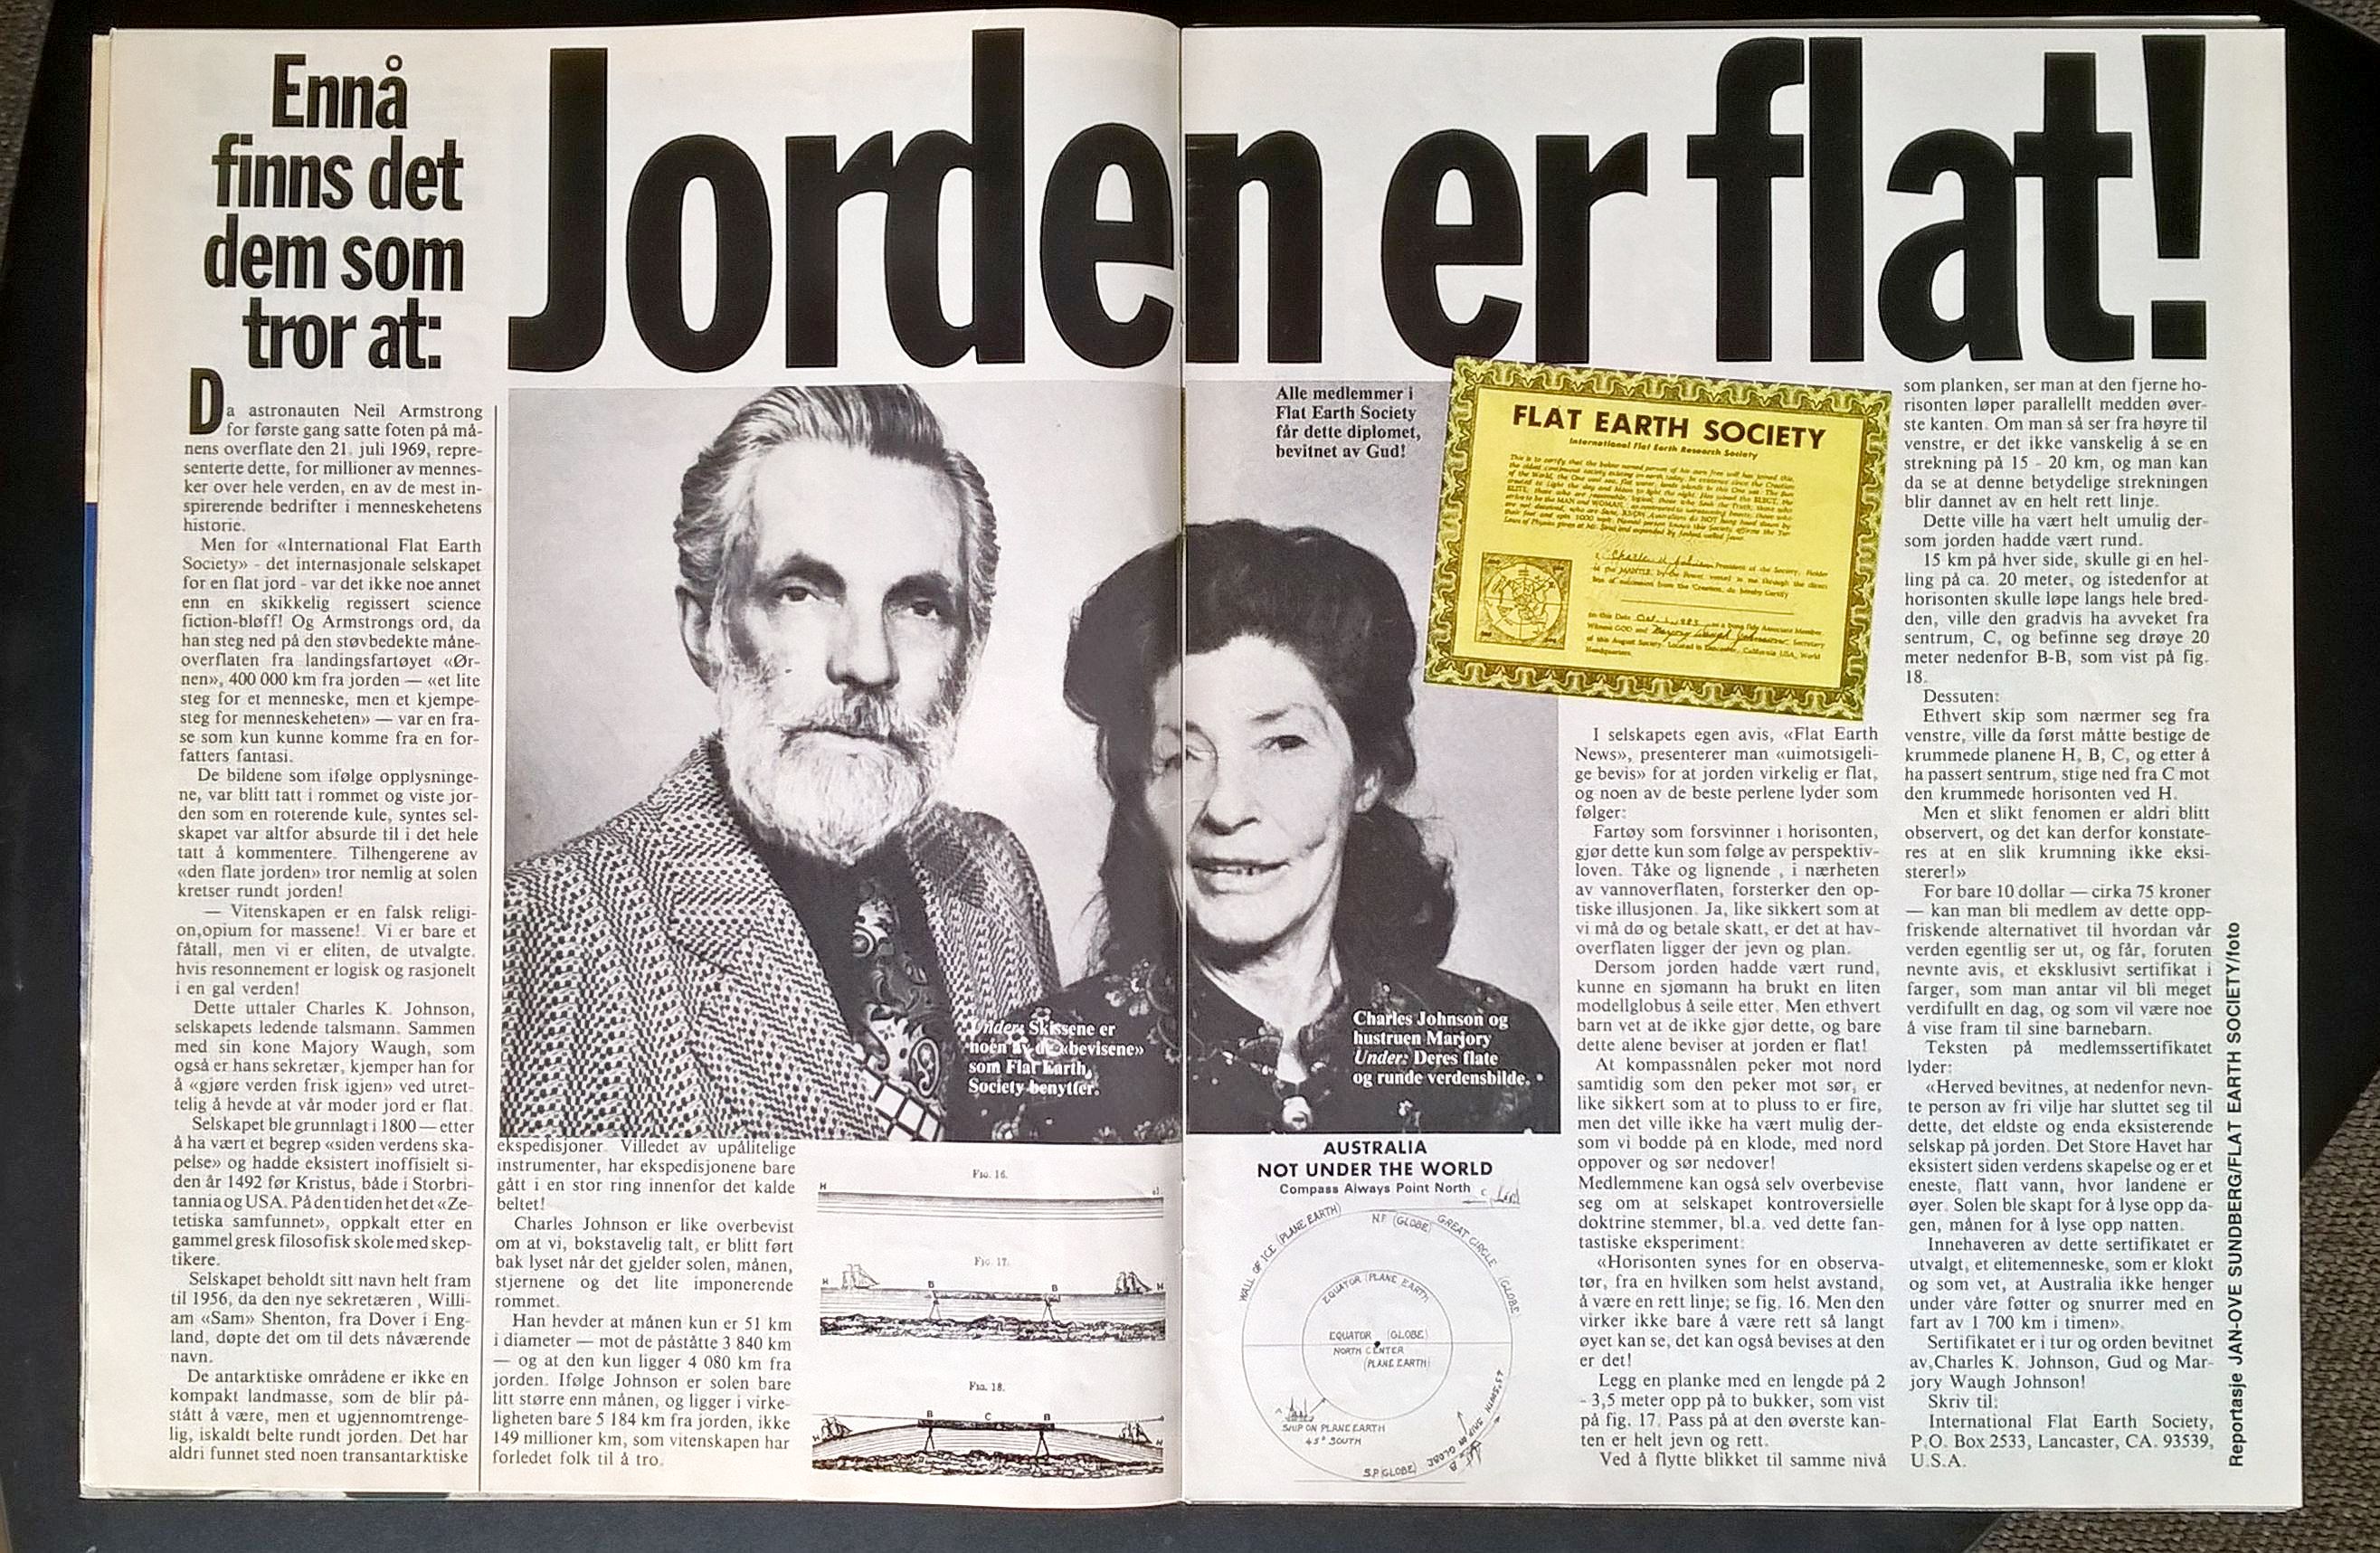 Ennå
finns det
dem som
tror at:
Jorden er flat!
Da astronauten Neil Armstrong
for første gang satte foten på må-
nens overflate den 21. juli 1969, repre-
senterte dette, for millioner av mennes-
ker over hele verden, en av de mest in-
spirerende bedrifter i menneskehetens
historie.
Men for «International Flat Earth
Society» - det internasjonale selskapet
for en flat jord - var det ikke noe annet
enn en skikkelig regissert science
fiction-bløff! Og Armstrongs ord, da
han steg ned på den støvbedekte måne-
overflaten fra landingsfartøyet «Ør-
nen», 400 000 km fra jorden — «et lite
steg for et menneske, men et kjempe-
steg for menneskeheten» — var en fra-
se som kun kunne komme fra en for-
fatters fantasi.
De bildene som ifølge opplysninge-
ne, var blitt tatt i rommet og viste jor-
den som en roterende kule, syntes sel-
skapet var altfor absurde til i det hele
tatt å kommentere. Tilhengerene av
«den flate jorden» tror nemlig at solen
kretser rundt jorden!
— Vitenskapen er en falsk religi-
on,opium for massene!. Vi er bare et
fåtall, men vi er eliten, de utvalgte.
hvis resonnement er logisk og rasjonelt
i en gal verden!
Dette uttaler Charles K. Johnson,
selskapets ledende talsmann. Sammen
med sin kone Majory Waugh, som
også er hans sekretær, kjemper han for
å «gjøre verden frisk igjen» ved utret-
telig å hevde at vår moder jord er flat.
Selskapet ble grunnlagt i 1800 — etter
å ha vært et begrep «siden verdens ska-
pelse» og hadde eksistert inoffisielt si-
den år 1492 før Kristus, både i Storbri-
tannia og USA. På den tiden het det «Ze-
tetiska samfunnet», oppkalt etter en
gammel gresk filosofisk skole med skep-
tikere.
Selskapet beholdt sitt navn helt fram
til 1956, da den nye sekretæren , Willi-
am «Sam» Shenton, fra Dover i Eng-
land, døpte det om til dets nåværende
navn.
De antarktiske områdene er ikke en
kompakt landmasse, som de blir på-
stått å være, men et ugjennomtrenge-
lig, iskaldt belte rundt jorden. Det har
aldri funnet sted noen transantarktiske
Under: Skissene er
noen av de «bevisene»
som Flat Earth
Society benytter.
ekspedisjoner. Villedet av upålitelige
instrumenter, har ekspedisjonene bare
gått i en stor ring innenfor det kalde
beltet!
Charles Johnson er like overbevist
om at vi, bokstavelig talt, er blitt ført
bak lyset når det gjelder solen, månen,
stjernene og det lite imponerende
rommet.
Han hevder at månen kun er 51 km
i diameter — mot de påståtte 3 840 km
— og at den kun ligger 4 080 km fra
jorden. Ifølge Johnson er solen bare
litt større enn månen, og ligger i virke-
ligheten bare 5 184 km fra jorden, ikke
149 millioner km, som vitenskapen har
forledet folk til å tro.
FIG. 16.
H
FIG. 17.
H B B H
FIG. 18.
B C B
H H
Alle medlemmer i
Flat Earth Society
får dette diplomet,
bevitnet av Gud!
FLAT EARTH SOCIETY
International Flat Earth Research Society
Charles Johnson og
hustruen Marjory
Under: Deres flate
og runde verdensbilde.
AUSTRALIA
NOT UNDER THE WORLD
Compass Always Point North
WALL OF ICE (PLANE EARTH)
N.P (GLOBE) GREAT CIRCLE (GLOBE)
EQUATOR (PLANE EARTH)
EQUATOR (GLOBE)
NORTH CENTER
(PLANE EARTH)
A
SHIP ON PLANE EARTH
45° SOUTH
45° SOUTH SHIP ON GLOBE
B
S.P (GLOBE)
I selskapets egen avis, «Flat Earth
News», presenterer man «uimotsigeli-
ge bevis» for at jorden virkelig er flat,
og noen av de beste perlene lyder som
følger:
Fartøy som forsvinner i horisonten,
gjør dette kun som følge av perspektiv-
loven. Tåke og lignende , i nærheten
av vannoverflaten, forsterker den op-
tiske illusjonen. Ja, like sikkert som at
vi må dø og betale skatt, er det at hav-
overflaten ligger der jevn og plan.
Dersom jorden hadde vært rund,
kunne en sjømann ha brukt en liten
modellglobus å seile etter. Men ethvert
barn vet at de ikke gjør dette, og bare
dette alene beviser at jorden er flat!
At kompassnålen peker mot nord
samtidig som den peker mot sør, er
like sikkert som at to pluss to er fire,
men det ville ikke ha vært mulig der-
som vi bodde på en klode, med nord
oppover og sør nedover!
Medlemmene kan også selv overbevise
seg om at selskapet kontroversielle
doktrine stemmer, bl.a. ved dette fan-
tastiske eksperiment:
«Horisonten synes for en observa-
tør, fra en hvilken som helst avstand,
å være en rett linje; se fig. 16. Men den
virker ikke bare å være rett så langt
øyet kan se, det kan også bevises at den
er det!
Legg en planke med en lengde på 2
- 3,5 meter opp på to bukker, som vist
på fig. 17. Pass på at den øverste kan-
ten er helt jevn og rett.
Ved å flytte blikket til samme nivå
som planken, ser man at den fjerne ho-
risonten løper parallellt medden øver-
ste kanten. Om man så ser fra høyre til
venstre, er det ikke vanskelig å se en
strekning på 15 - 20 km, og man kan
da se at denne betydelige strekningen
blir dannet av en helt rett linje.
Dette ville ha vært helt umulig der-
som jorden hadde vært rund.
15 km på hver side, skulle gi en hel-
ling på ca. 20 meter, og istedenfor at
horisonten skulle løpe langs hele bred-
den, ville den gradvis ha avveket fra
sentrum, C, og befinne seg drøye 20
meter nedenfor B-B, som vist på fig.
18.
Dessuten:
Ethvert skip som nærmer seg fra
venstre, ville da først måtte bestige de
krummede planene H, B, C, og etter å
ha passert sentrum, stige ned fra C mot
den krummede horisonten ved H.
Men et slikt fenomen er aldri blitt
observert, og det kan derfor konstate-
res at en slik krumning ikke eksi-
sterer!»
For bare 10 dollar — cirka 75 kroner
— kan man bli medlem av dette opp-
friskende alternativet til hvordan vår
verden egentlig ser ut, og får, foruten
nevnte avis, et eksklusivt sertifikat i
farger, som man antar vil bli meget
verdifullt en dag, og som vil være noe
å vise fram til sine barnebarn.
Teksten på medlemssertifikatet
lyder:
«Herved bevitnes, at nedenfor nevn-
te person av fri vilje har sluttet seg til
dette, det eldste og enda eksisterende
selskap på jorden. Det Store Havet har
eksistert siden verdens skapelse og er et
eneste, flatt vann, hvor landene er
øyer. Solen ble skapt for å lyse opp da-
gen, månen for å lyse opp natten.
Innehaveren av dette sertifikatet er
utvalgt, et elitemenneske, som er klokt
og som vet, at Australia ikke henger
under våre føtter og snurrer med en
fart av 1 700 km i timen».
Sertifikatet er i tur og orden bevitnet
av,Charles K. Johnson, Gud og Mar-
jory Waugh Johnson!
Skriv til:
International Flat Earth Society,
P.O. Box 2533, Lancaster, CA. 93539,
U.S.A.
Reportasje JAN-OVE SUNDBERG/FLAT EARTH SOCIETY/foto